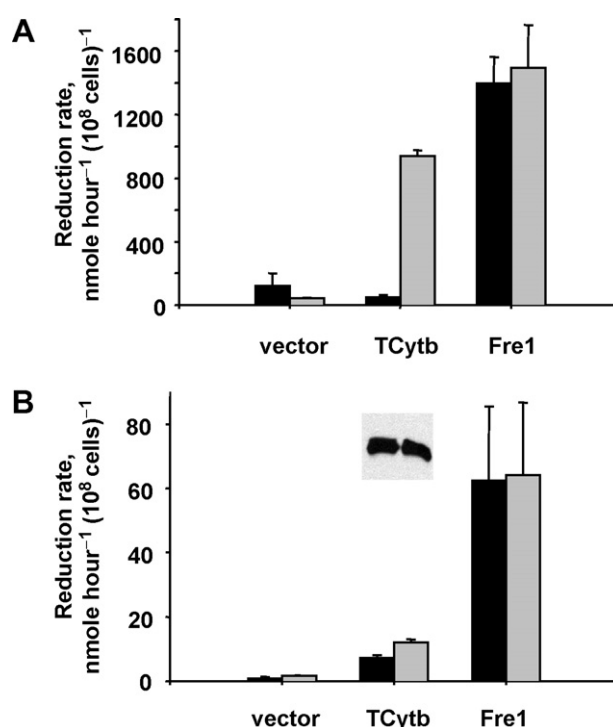 A
Reduction rate,
nmole hour⁻¹ (10⁸ cells)⁻¹
1600
1200
800
400
0
vector TCytb Fre1
B
Reduction rate,
nmole hour⁻¹ (10⁸ cells)⁻¹
80
60
40
20
0
vector TCytb Fre1